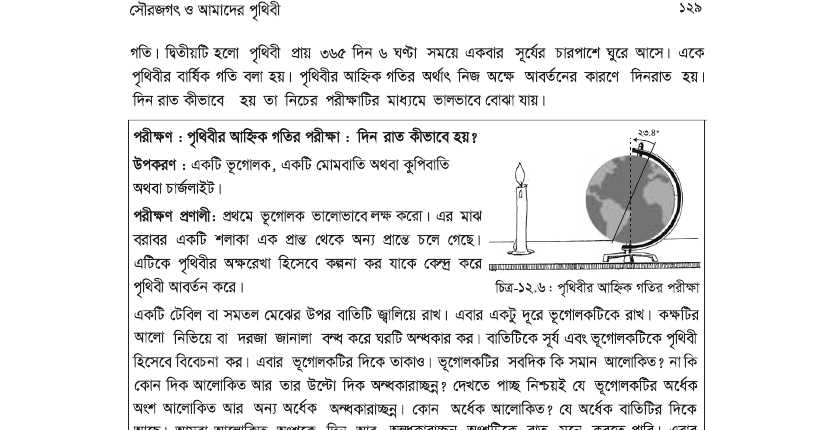 সৌরজগৎ ও আমাদের পৃথিবী ১২৯
গতি। দ্বিতীয়টি হলো পৃথিবী প্রায় ৩৬৫ দিন ৬ ঘণ্টা সময়ে একবার সূর্যের চারপাশে ঘুরে আসে। একে
পৃথিবীর বার্ষিক গতি বলা হয়। পৃথিবীর আহ্নিক গতির অর্থাৎ নিজ অক্ষে আবর্তনের কারণে দিনরাত হয়।
দিন রাত কীভাবে হয় তা নিচের পরীক্ষাটির মাধ্যমে ভালভাবে বোঝা যায়।
পরীক্ষণ : পৃথিবীর আহ্নিক গতির পরীক্ষা : দিন রাত কীভাবে হয়?
২৩.৪°
উপকরণ : একটি ভূগোলক, একটি মোমবাতি অথবা কুপিবাতি
অথবা চার্জলাইট।
পরীক্ষণ প্রণালী: প্রথমে ভূগোলক ভালোভাবে লক্ষ করো। এর মাঝ
বরাবর একটি শলাকা এক প্রান্ত থেকে অন্য প্রান্তে চলে গেছে।
এটিকে পৃথিবীর অক্ষরেখা হিসেবে কল্পনা কর যাকে কেন্দ্র করে
পৃথিবী আবর্তন করে।
চিত্র-১২.৬ : পৃথিবীর আহ্নিক গতির পরীক্ষা
একটি টেবিল বা সমতল মেঝের উপর বাতিটি জ্বালিয়ে রাখ। এবার একটু দূরে ভূগোলকটিকে রাখ। কক্ষটির
আলো নিভিয়ে বা দরজা জানালা বন্ধ করে ঘরটি অন্ধকার কর। বাতিটিকে সূর্য এবং ভূগোলকটিকে পৃথিবী
হিসেবে বিবেচনা কর। এবার ভূগোলকটির দিকে তাকাও। ভূগোলকটির সবদিক কি সমান আলোকিত? না কি
কোন দিক আলোকিত আর তার উল্টো দিক অন্ধকারাচ্ছন্ন? দেখতে পাচ্ছ নিশ্চয়ই যে ভূগোলকটির অর্ধেক
অংশ আলোকিত আর অন্য অর্ধেক অন্ধকারাচ্ছন্ন। কোন অর্ধেক আলোকিত? যে অর্ধেক বাতিটির দিকে